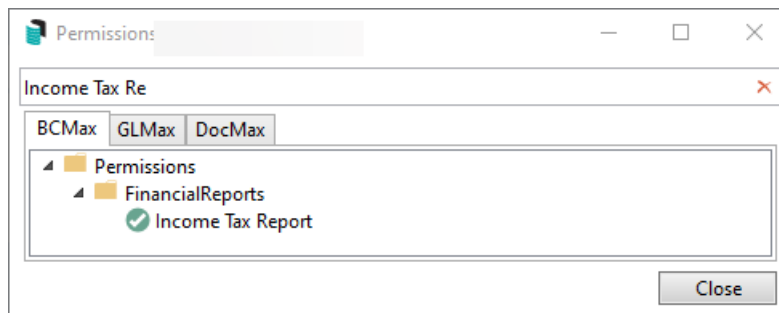 Permissions
Income Tax Re
BCMax GLMax DocMax
Permissions
FinancialReports
Income Tax Report
Close